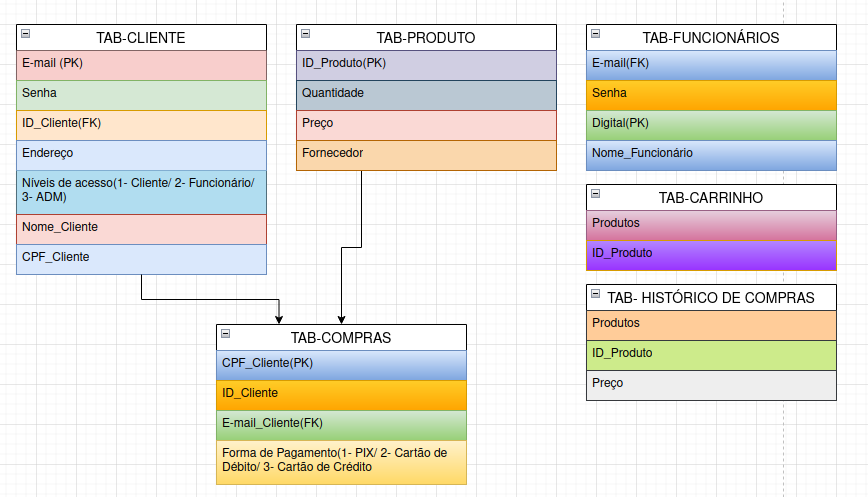 TAB-CLIENTE
E-mail (PK)
Senha
ID_Cliente(FK)
Endereço
Níveis de acesso(1- Cliente/ 2- Funcionário/
3- ADM)
Nome_Cliente
CPF_Cliente
TAB-PRODUTO
ID_Produto(PK)
Quantidade
Preço
Fornecedor
TAB-FUNCIONÁRIOS
E-mail(FK)
Senha
Digital(PK)
Nome_Funcionário
TAB-CARRINHO
Produtos
ID_Produto
TAB- HISTÓRICO DE COMPRAS
Produtos
ID_Produto
Preço
TAB-COMPRAS
CPF_Cliente(PK)
ID_Cliente
E-mail_Cliente(FK)
Forma de Pagamento(1- PIX/ 2- Cartão de
Débito/ 3- Cartão de Crédito